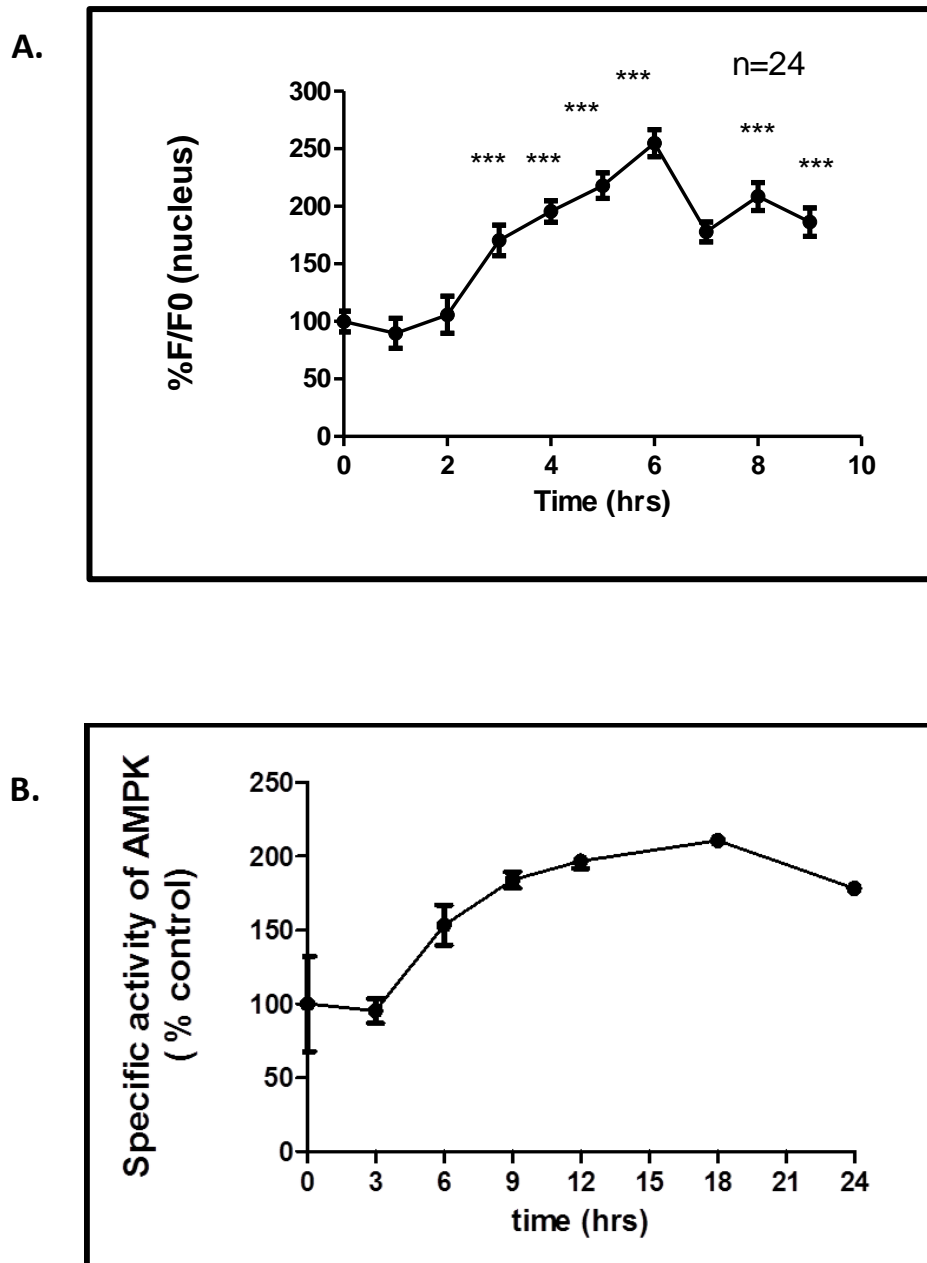 A.
n=24
***
***
***
***
***
***
300
250
200
150
100
50
0
%F/F0 (nucleus)
0 2 4 6 8 10
Time (hrs)
B.
Specific activity of AMPK
( % control)
250
200
150
100
50
0
0 3 6 9 12 15 18 21 24
time (hrs)